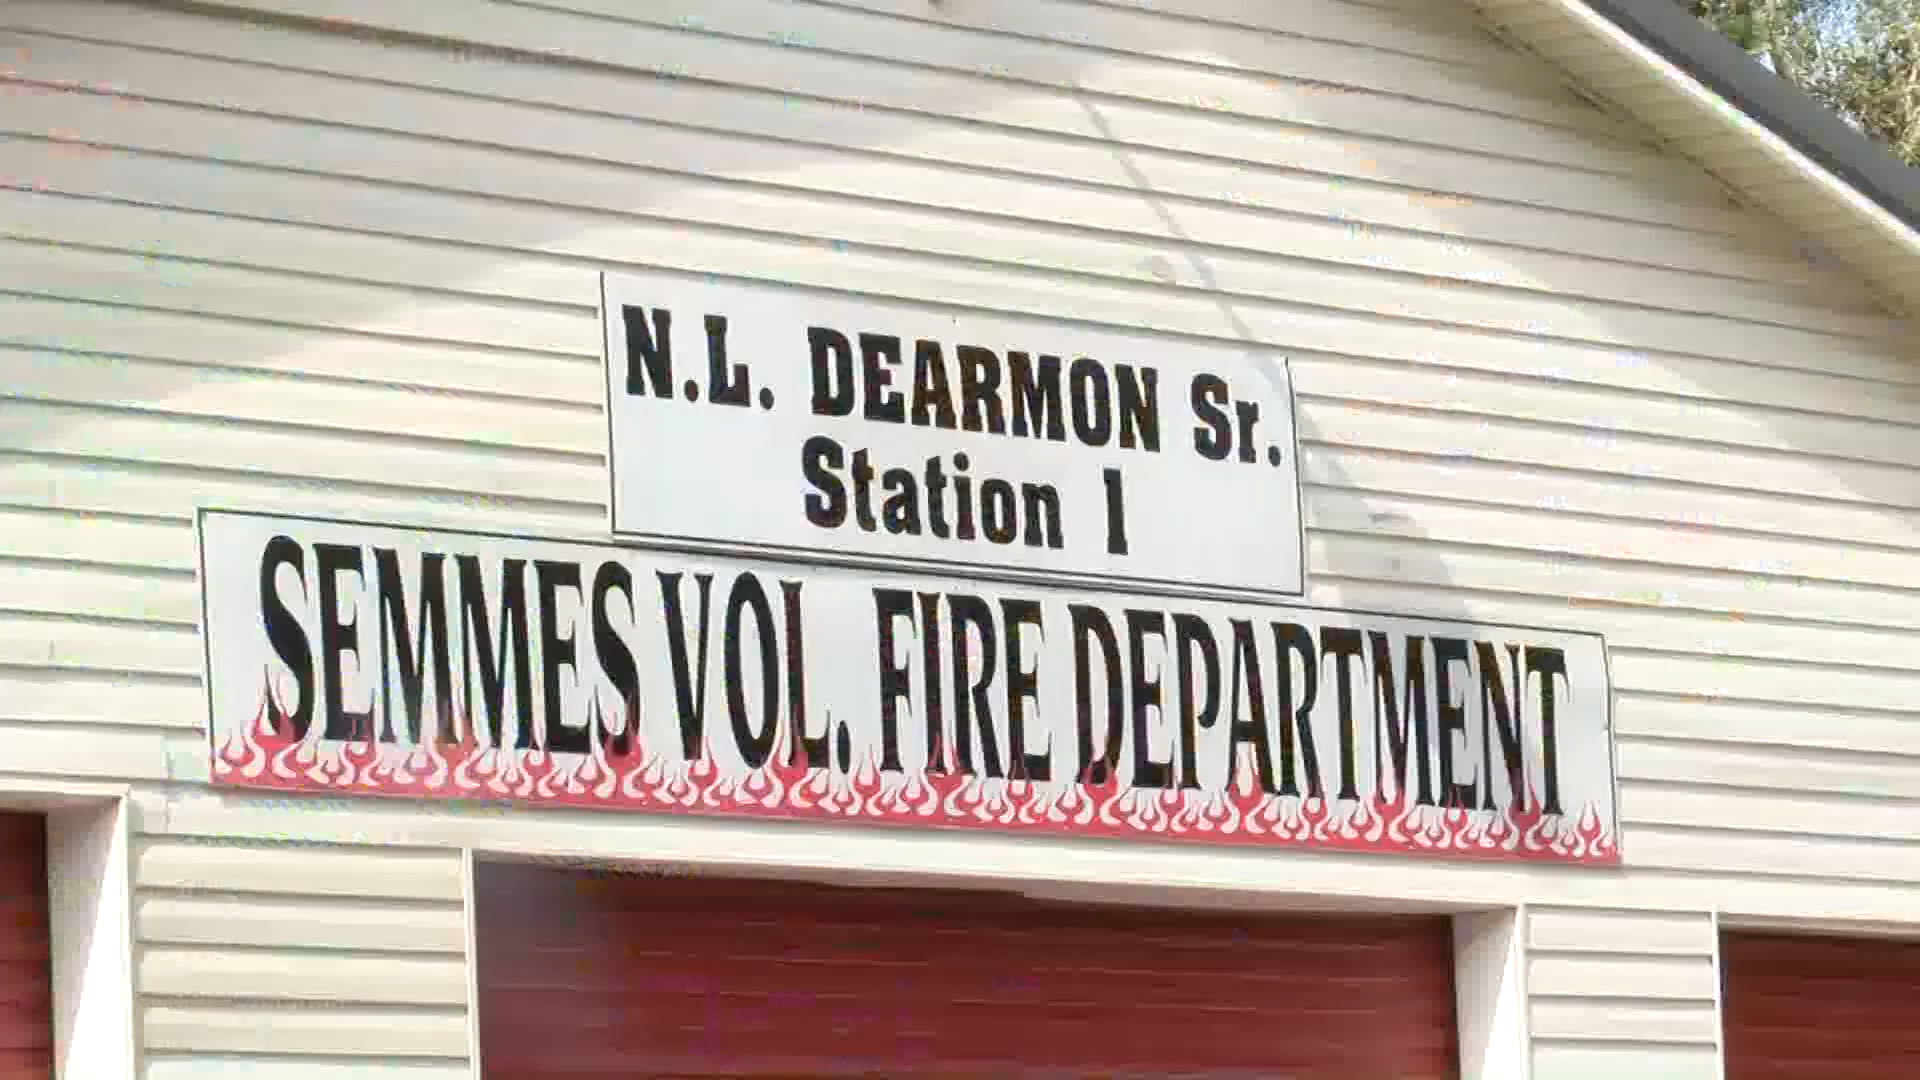 N.L. DEARMON Sr.
Station 1
SEMMES VOL. FIRE DEPARTMENT